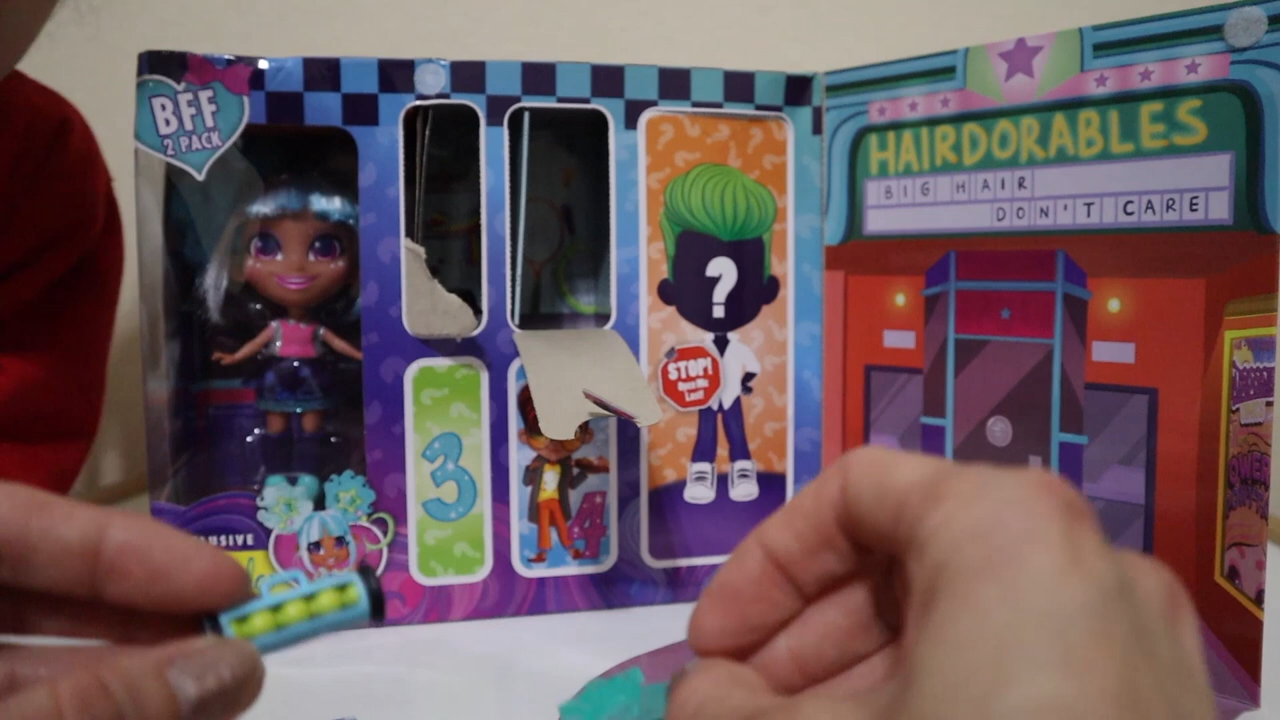 BFF
2 PACK
?
STOP!
Open Me
Last!
3
4
HAIRDORABLES
BIG HAIR
DON'T CARE